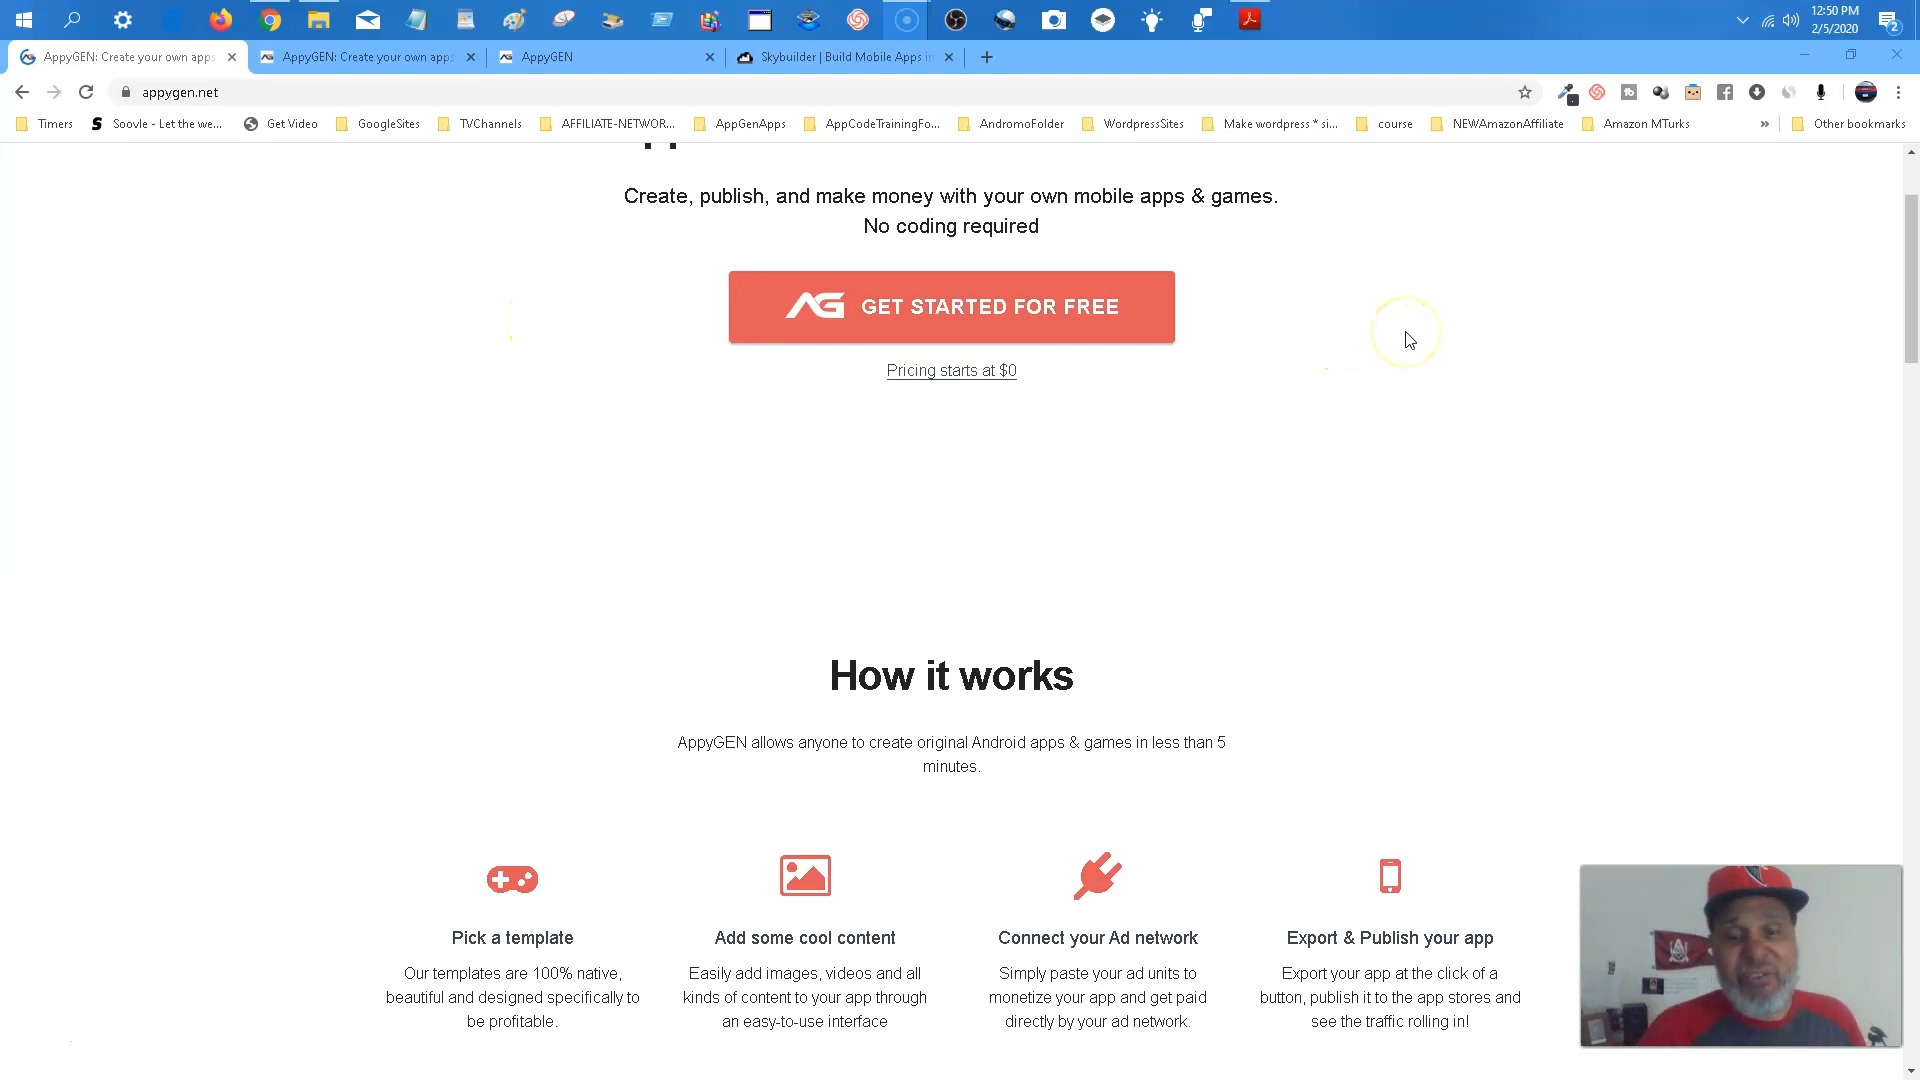 12:50 PM
2/5/2020
2
AppyGEN: Create your own apps
AppyGEN: Create your own apps
AppyGEN
Skybuilder | Build Mobile Apps in
appygen.net
Timers
S Soovle - Let the we...
Get Video
GoogleSites
TVChannels
AFFILIATE-NETWOR...
AppGenApps
AppCodeTrainingFo...
AndromoFolder
WordpressSites
Make wordpress * si...
course
NEWAmazonAffiliate
Amazon MTurks
»
Other bookmarks
Create, publish, and make money with your own mobile apps & games.
No coding required
AG GET STARTED FOR FREE
Pricing starts at $0
How it works
AppyGEN allows anyone to create original Android apps & games in less than 5
minutes.
Pick a template
Our templates are 100% native,
beautiful and designed specifically to
be profitable.
Add some cool content
Easily add images, videos and all
kinds of content to your app through
an easy-to-use interface
Connect your Ad network
Simply paste your ad units to
monetize your app and get paid
directly by your ad network.
Export & Publish your app
Export your app at the click of a
button, publish it to the app stores and
see the traffic rolling in!